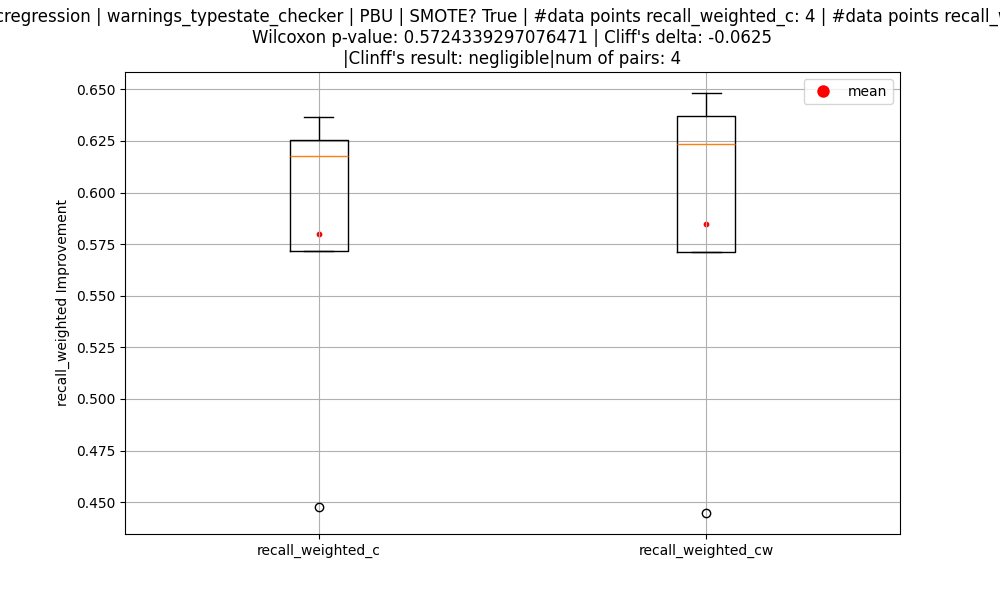 cregression | warnings_typestate_checker | PBU | SMOTE? True | #data points recall_weighted_c: 4 | #data points recall_
Wilcoxon p-value: 0.5724339297076471 | Cliff's delta: -0.0625
|Clinff's result: negligible|num of pairs: 4
mean
0.650
0.625
0.600
0.575
0.550
0.525
0.500
0.475
0.450
recall_weighted Improvement
recall_weighted_c
recall_weighted_cw